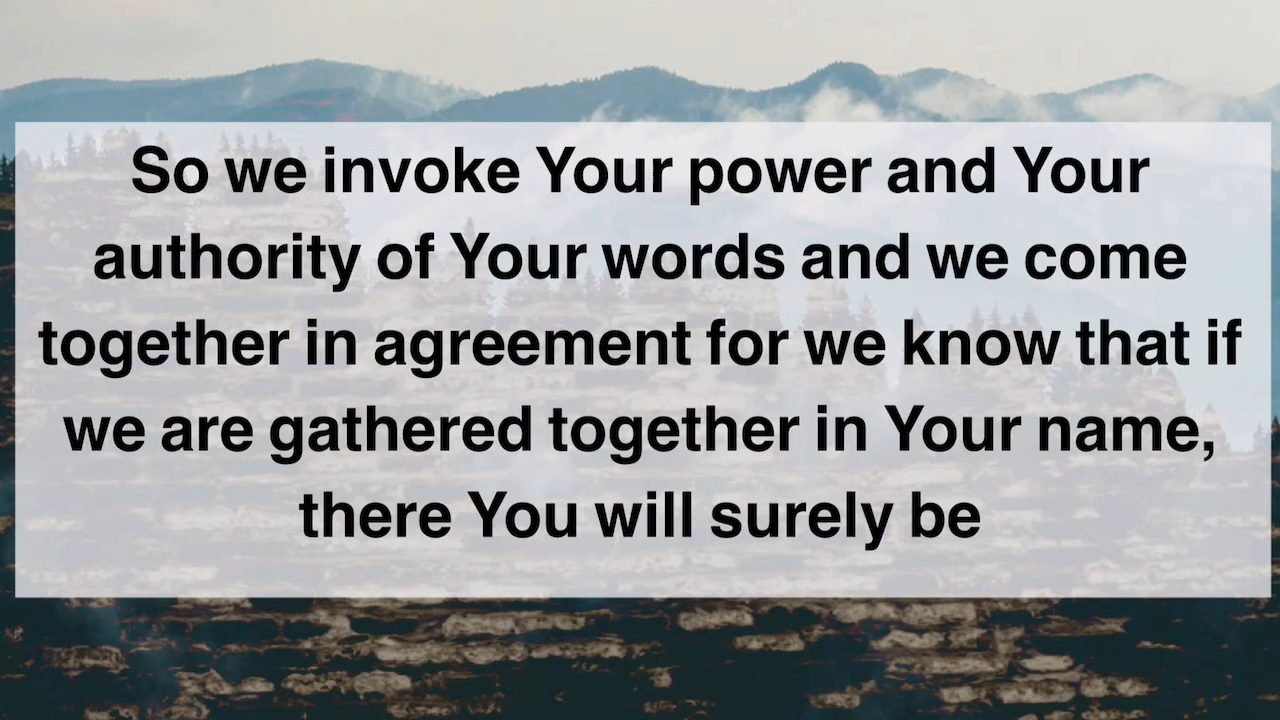 So we invoke Your power and Your
authority of Your words and we come
together in agreement for we know that if
we are gathered together in Your name,
there You will surely be